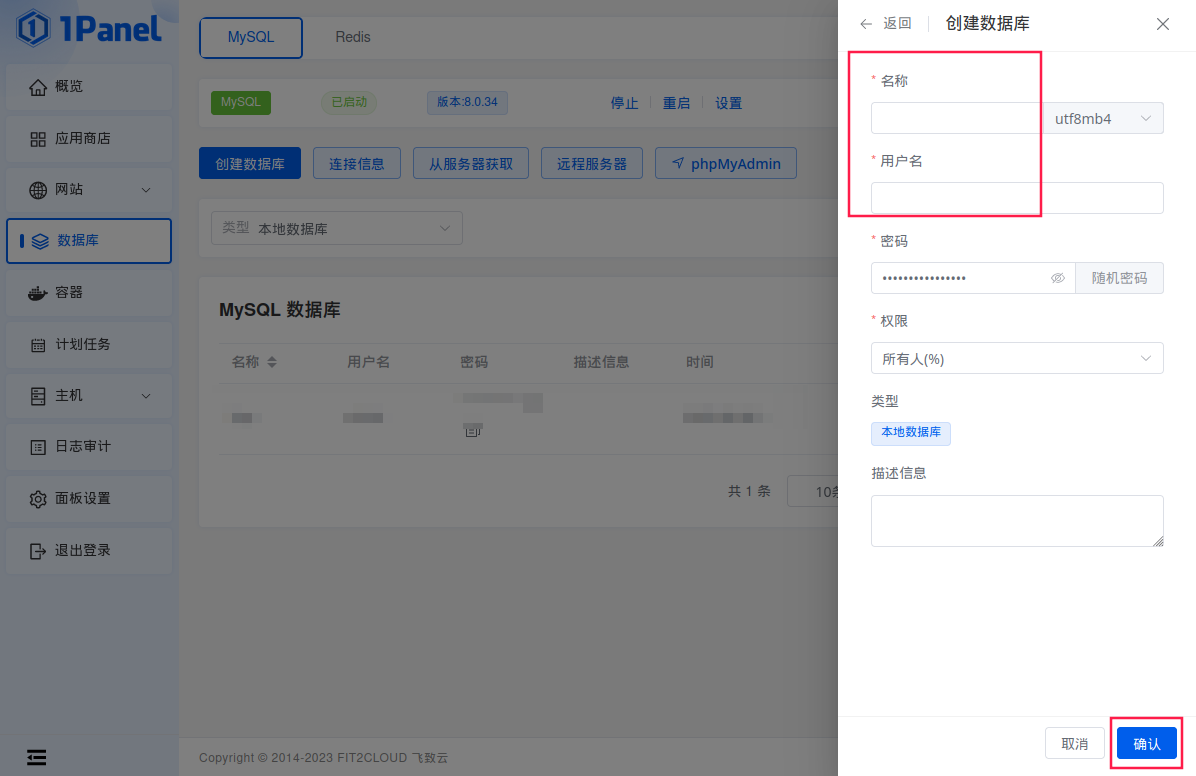 1Panel
概览
应用商店
网站
数据库
容器
计划任务
主机
日志审计
面板设置
退出登录
MySQL
Redis
MySQL
已启动
版本:8.0.34
停止
重启
设置
创建数据库
连接信息
从服务器获取
远程服务器
phpMyAdmin
类型 本地数据库
MySQL 数据库
名称 用户名 密码 描述信息 时间
共 1 条
10条
Copyright © 2014-2023 FIT2CLOUD 飞致云
返回
创建数据库
* 名称
utf8mb4
* 用户名
* 密码
••••••••••••••••
随机密码
* 权限
所有人(%)
类型
本地数据库
描述信息
取消
确认